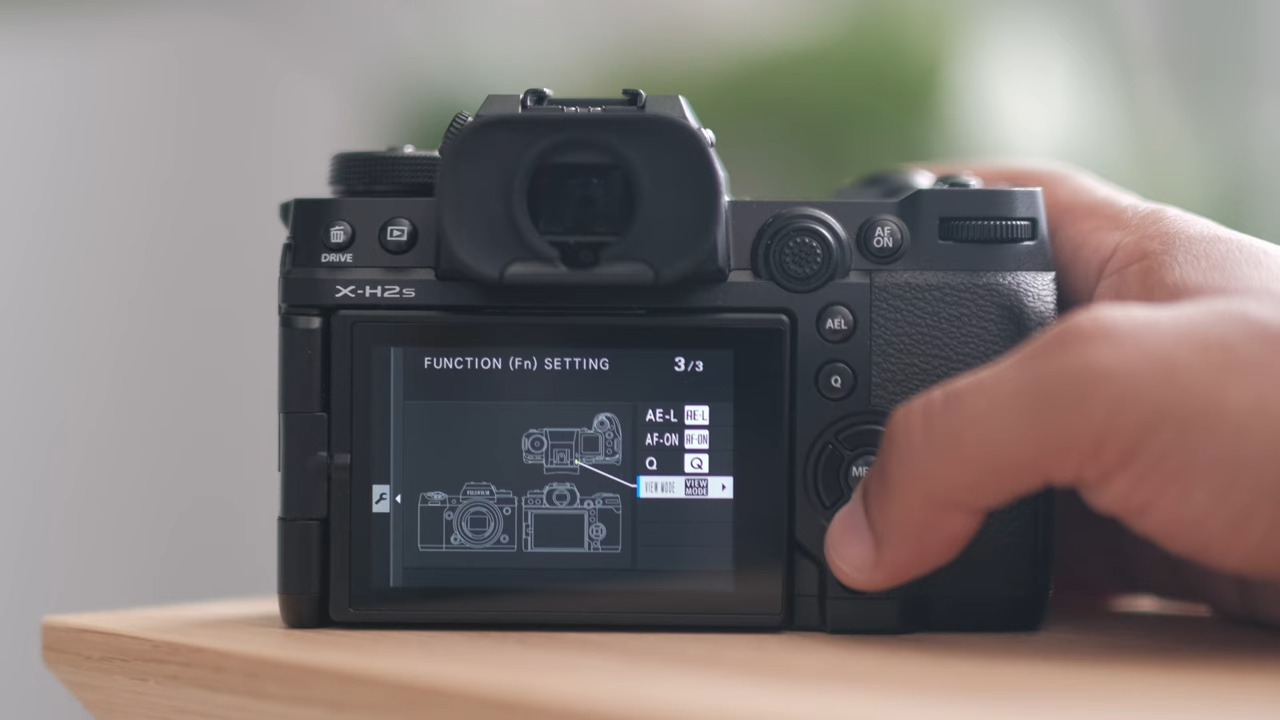 AF
ON
DRIVE
X-H2S
AEL
Q
FUNCTION (Fn) SETTING 3/3
AE-L AE-L
AF-ON AF-ON
Q Q
VIEW MODE VIEW
MODE
FUJIFILM
ME